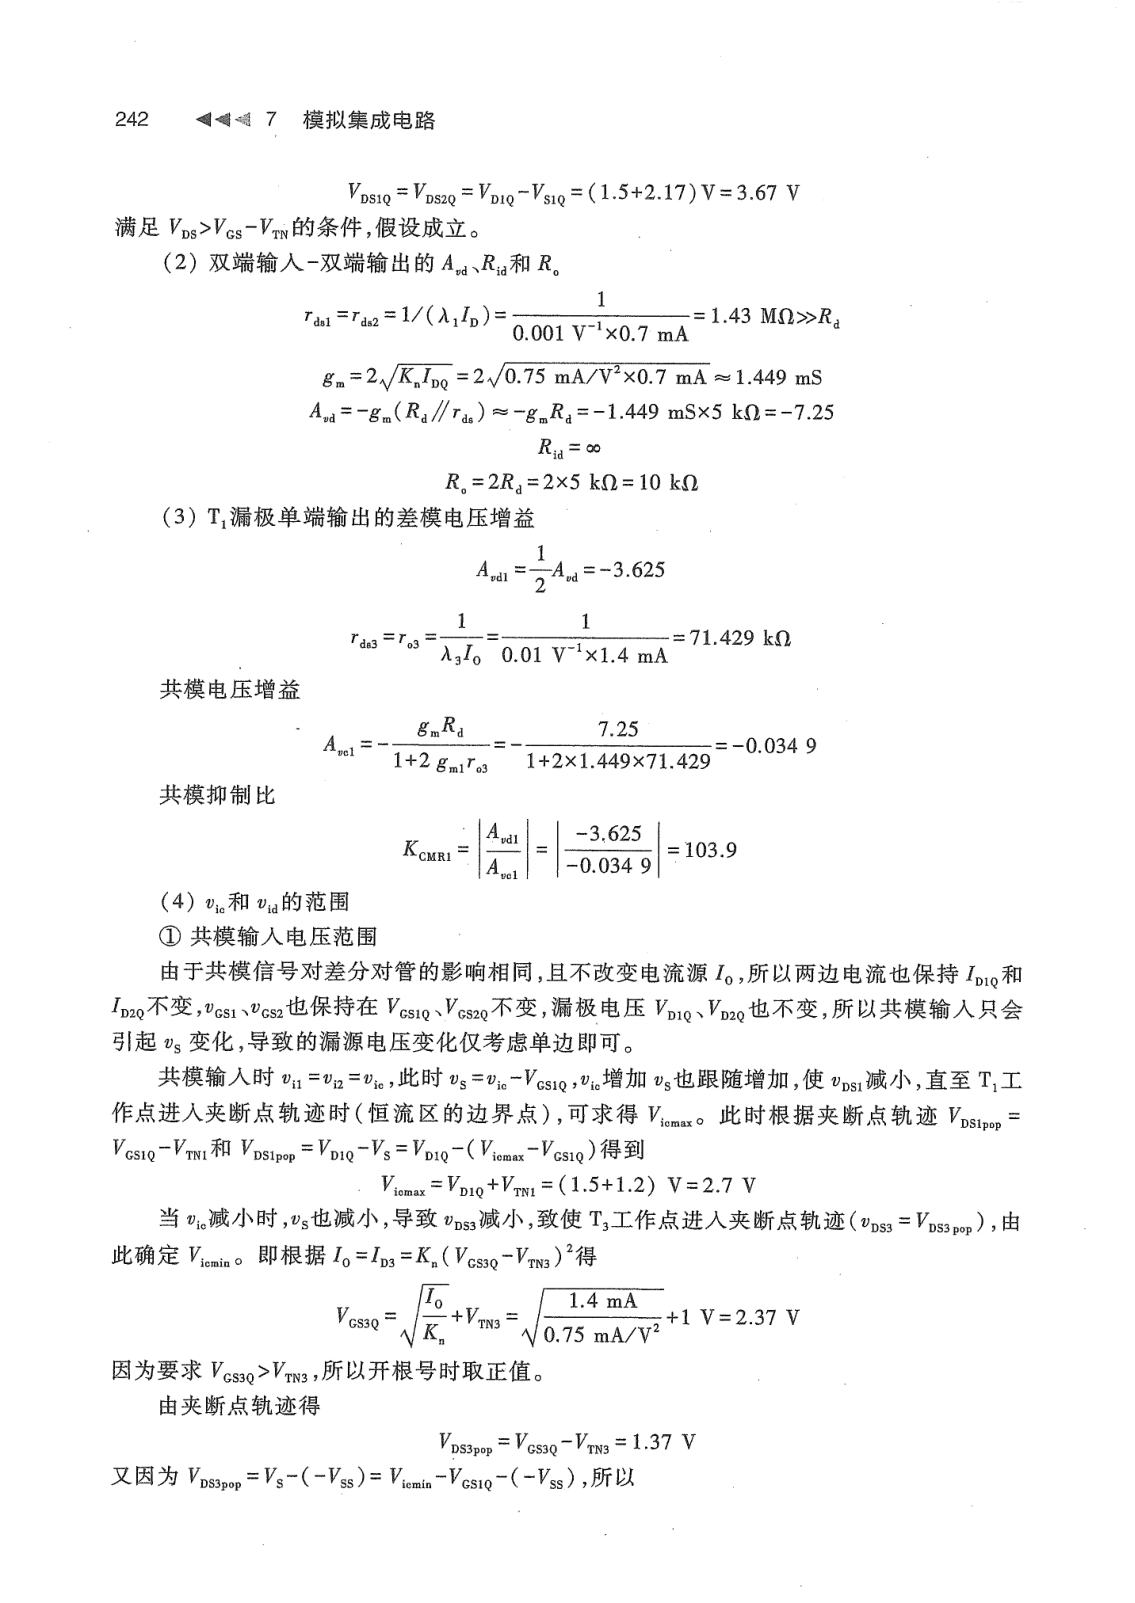 242 ◀◀◀ 7 模拟集成电路
V_DS1Q = V_DS2Q = V_D1Q - V_S1Q = (1.5+2.17) V = 3.67 V
满足 V_DS > V_GS - V_TN 的条件,假设成立。
(2) 双端输入-双端输出的 A_vd、R_id 和 R_o
r_ds1 = r_ds2 = 1/(λ_1 I_D) = 1/(0.001 V^-1 × 0.7 mA) = 1.43 MΩ ≫ R_d
g_m = 2√(K_n I_DQ) = 2√(0.75 mA/V² × 0.7 mA) ≈ 1.449 mS
A_vd = -g_m (R_d // r_ds) ≈ -g_m R_d = -1.449 mS × 5 kΩ = -7.25
R_id = ∞
R_o = 2R_d = 2×5 kΩ = 10 kΩ
(3) T_1 漏极单端输出的差模电压增益
A_vd1 = 1/2 A_vd = -3.625
r_ds3 = r_o3 = 1/(λ_3 I_O) = 1/(0.01 V^-1 × 1.4 mA) = 71.429 kΩ
共模电压增益
A_vc1 = - g_m R_d/(1+2 g_m1 r_o3) = - 7.25/(1+2×1.449×71.429) = -0.034 9
共模抑制比
K_CMR1 = |A_vd1/A_vc1| = |-3.625/-0.034 9| = 103.9
(4) v_ic 和 v_id 的范围
① 共模输入电压范围
由于共模信号对差分对管的影响相同,且不改变电流源 I_O,所以两边电流也保持 I_D1Q 和
I_D2Q 不变,v_GS1、v_GS2 也保持在 V_GS1Q、V_GS2Q 不变,漏极电压 V_D1Q、V_D2Q 也不变,所以共模输入只会
引起 v_S 变化,导致的漏源电压变化仅考虑单边即可。
共模输入时 v_i1 = v_i2 = v_ic,此时 v_S = v_ic - V_GS1Q,v_ic 增加 v_S 也跟随增加,使 v_DS1 减小,直至 T_1 工
作点进入夹断点轨迹时(恒流区的边界点),可求得 V_icmax。此时根据夹断点轨迹 V_DS1pop =
V_GS1Q - V_TN1 和 V_DS1pop = V_D1Q - V_S = V_D1Q - (V_icmax - V_GS1Q) 得到
V_icmax = V_D1Q + V_TN1 = (1.5+1.2) V = 2.7 V
当 v_ic 减小时,v_S 也减小,导致 v_DS3 减小,致使 T_3 工作点进入夹断点轨迹(v_DS3 = V_DS3pop),由
此确定 V_icmin。即根据 I_O = I_D3 = K_n (V_GS3Q - V_TN3)² 得
V_GS3Q = √(I_O/K_n) + V_TN3 = √(1.4 mA/0.75 mA/V²) + 1 V = 2.37 V
因为要求 V_GS3Q > V_TN3,所以开根号时取正值。
由夹断点轨迹得
V_DS3pop = V_GS3Q - V_TN3 = 1.37 V
又因为 V_DS3pop = V_S - (-V_SS) = V_icmin - V_GS1Q - (-V_SS),所以